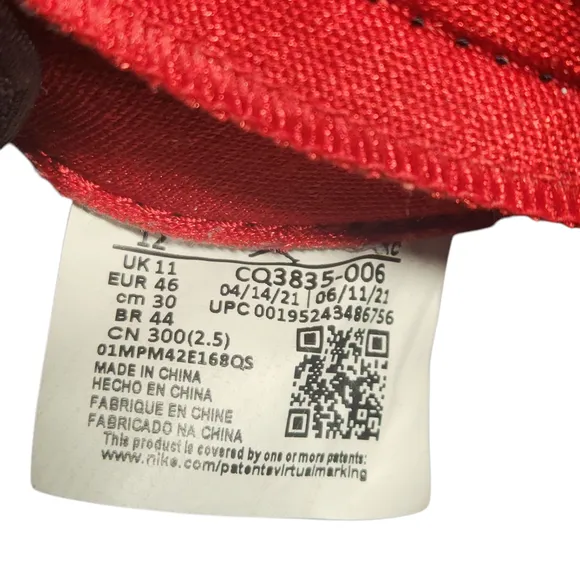 12
UK 11
EUR 46
cm 30
BR 44
CN 300(2.5)
01MPM42E168QS
CQ3835-006
04/14/21 | 06/11/21
UPC 00195243486756
MADE IN CHINA
HECHO EN CHINA
FABRIQUE EN CHINE
FABRICADO NA CHINA
This product is covered by one or more patents:
www.nike.com/patentsvirtualmarking